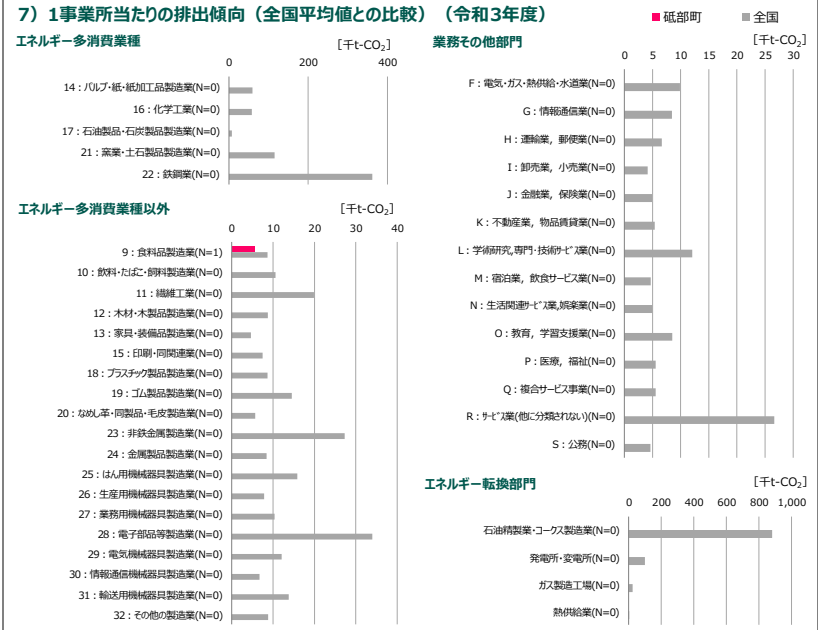 7）1事業所当たりの排出傾向（全国平均値との比較）（令和3年度）
■砥部町 ■全国
エネルギー多消費業種
[千t-CO₂]
0 200 400
14：パルプ・紙・紙加工品製造業(N=0)
16：化学工業(N=0)
17：石油製品・石炭製品製造業(N=0)
21：窯業・土石製品製造業(N=0)
22：鉄鋼業(N=0)
エネルギー多消費業種以外
[千t-CO₂]
0 10 20 30 40
9：食料品製造業(N=1)
10：飲料・たばこ・飼料製造業(N=0)
11：繊維工業(N=0)
12：木材・木製品製造業(N=0)
13：家具・装備品製造業(N=0)
15：印刷・同関連業(N=0)
18：プラスチック製品製造業(N=0)
19：ゴム製品製造業(N=0)
20：なめし革・同製品・毛皮製造業(N=0)
23：非鉄金属製造業(N=0)
24：金属製品製造業(N=0)
25：はん用機械器具製造業(N=0)
26：生産用機械器具製造業(N=0)
27：業務用機械器具製造業(N=0)
28：電子部品等製造業(N=0)
29：電気機械器具製造業(N=0)
30：情報通信機械器具製造業(N=0)
31：輸送用機械器具製造業(N=0)
32：その他の製造業(N=0)
業務その他部門
[千t-CO₂]
0 5 10 15 20 25 30
F：電気・ガス・熱供給・水道業(N=0)
G：情報通信業(N=0)
H：運輸業，郵便業(N=0)
I：卸売業，小売業(N=0)
J：金融業，保険業(N=0)
K：不動産業，物品賃貸業(N=0)
L：学術研究,専門・技術サービス業(N=0)
M：宿泊業，飲食サービス業(N=0)
N：生活関連サービス業,娯楽業(N=0)
O：教育，学習支援業(N=0)
P：医療，福祉(N=0)
Q：複合サービス事業(N=0)
R：サービス業(他に分類されない)(N=0)
S：公務(N=0)
エネルギー転換部門
[千t-CO₂]
0 200 400 600 800 1,000
石油精製業・コークス製造業(N=0)
発電所・変電所(N=0)
ガス製造工場(N=0)
熱供給業(N=0)